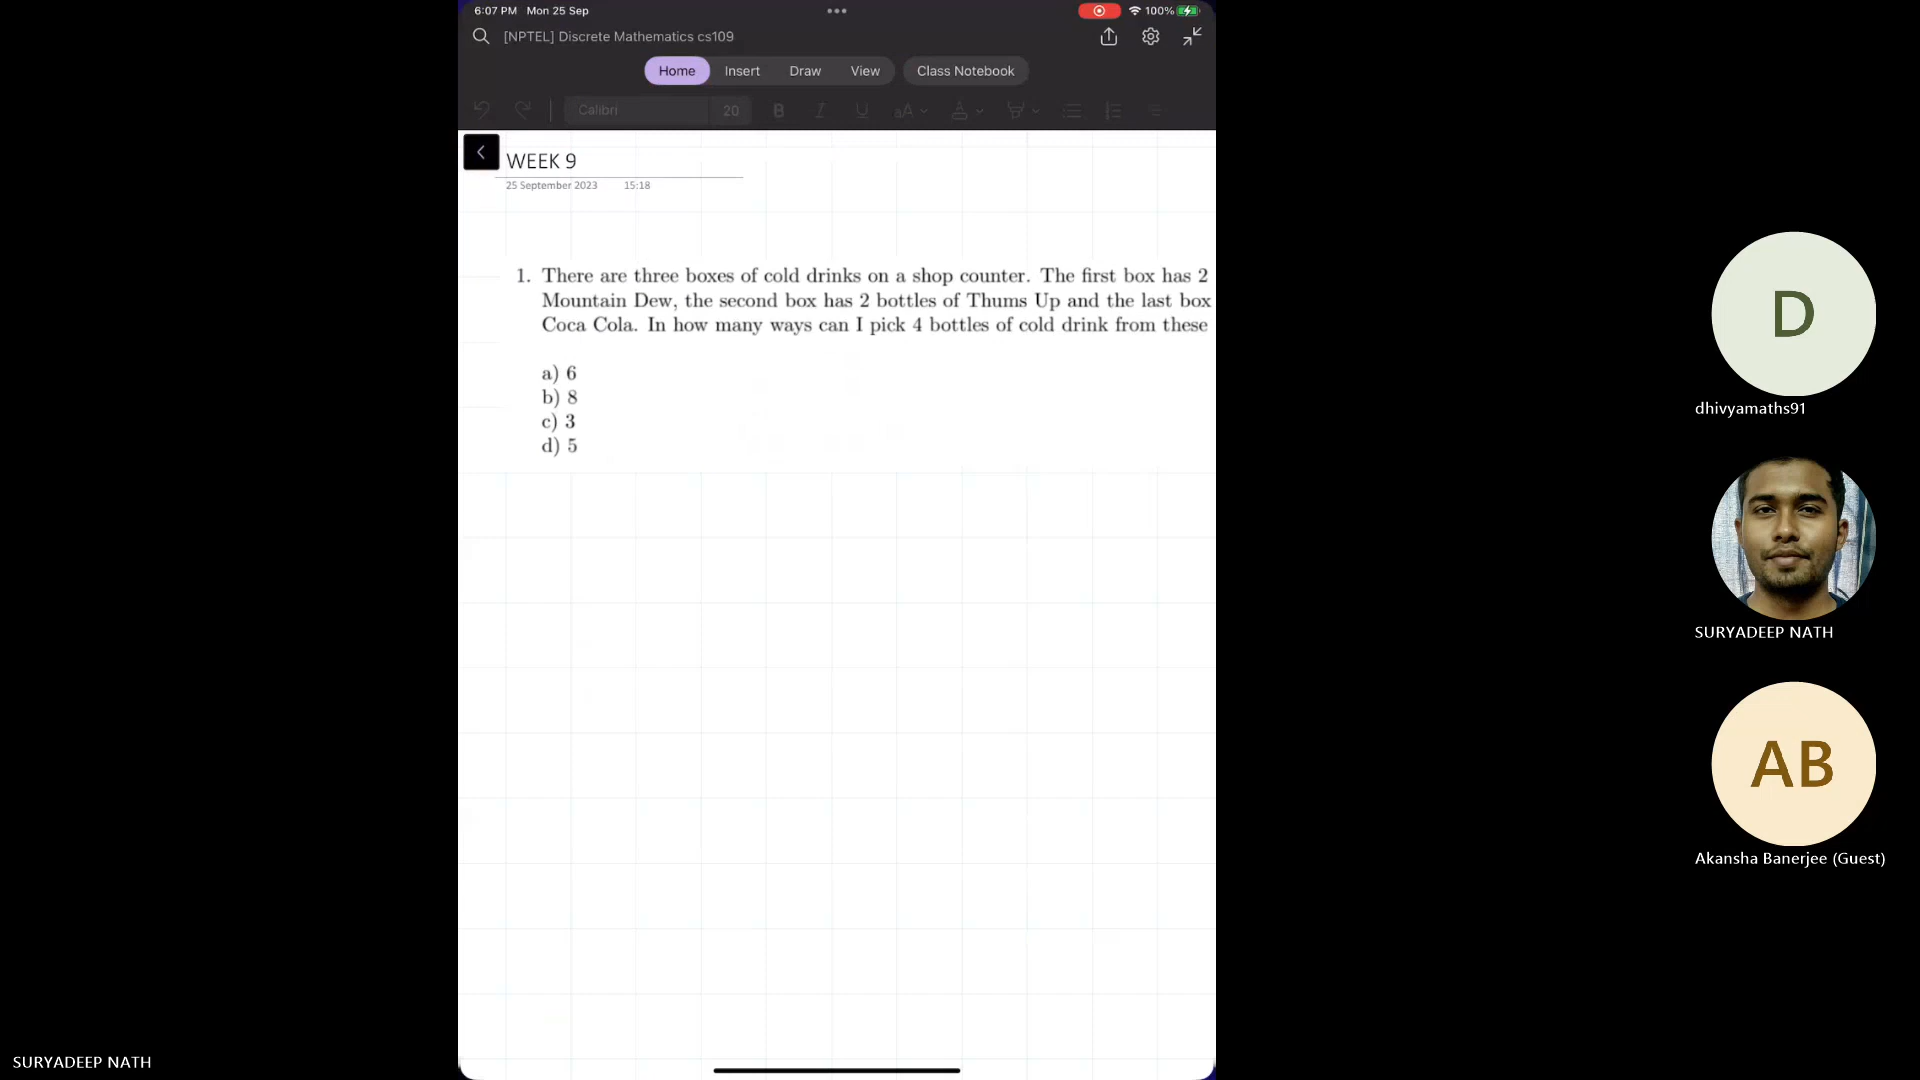 6:07 PM Mon 25 Sep
100%
[NPTEL] Discrete Mathematics cs109
Home Insert Draw View Class Notebook
Calibri 20 B I U aA A
WEEK 9
25 September 2023 15:18
1. There are three boxes of cold drinks on a shop counter. The first box has 2
Mountain Dew, the second box has 2 bottles of Thums Up and the last box
Coca Cola. In how many ways can I pick 4 bottles of cold drink from these
a) 6
b) 8
c) 3
d) 5
D
dhivyamaths91
SURYADEEP NATH
AB
Akansha Banerjee (Guest)
SURYADEEP NATH